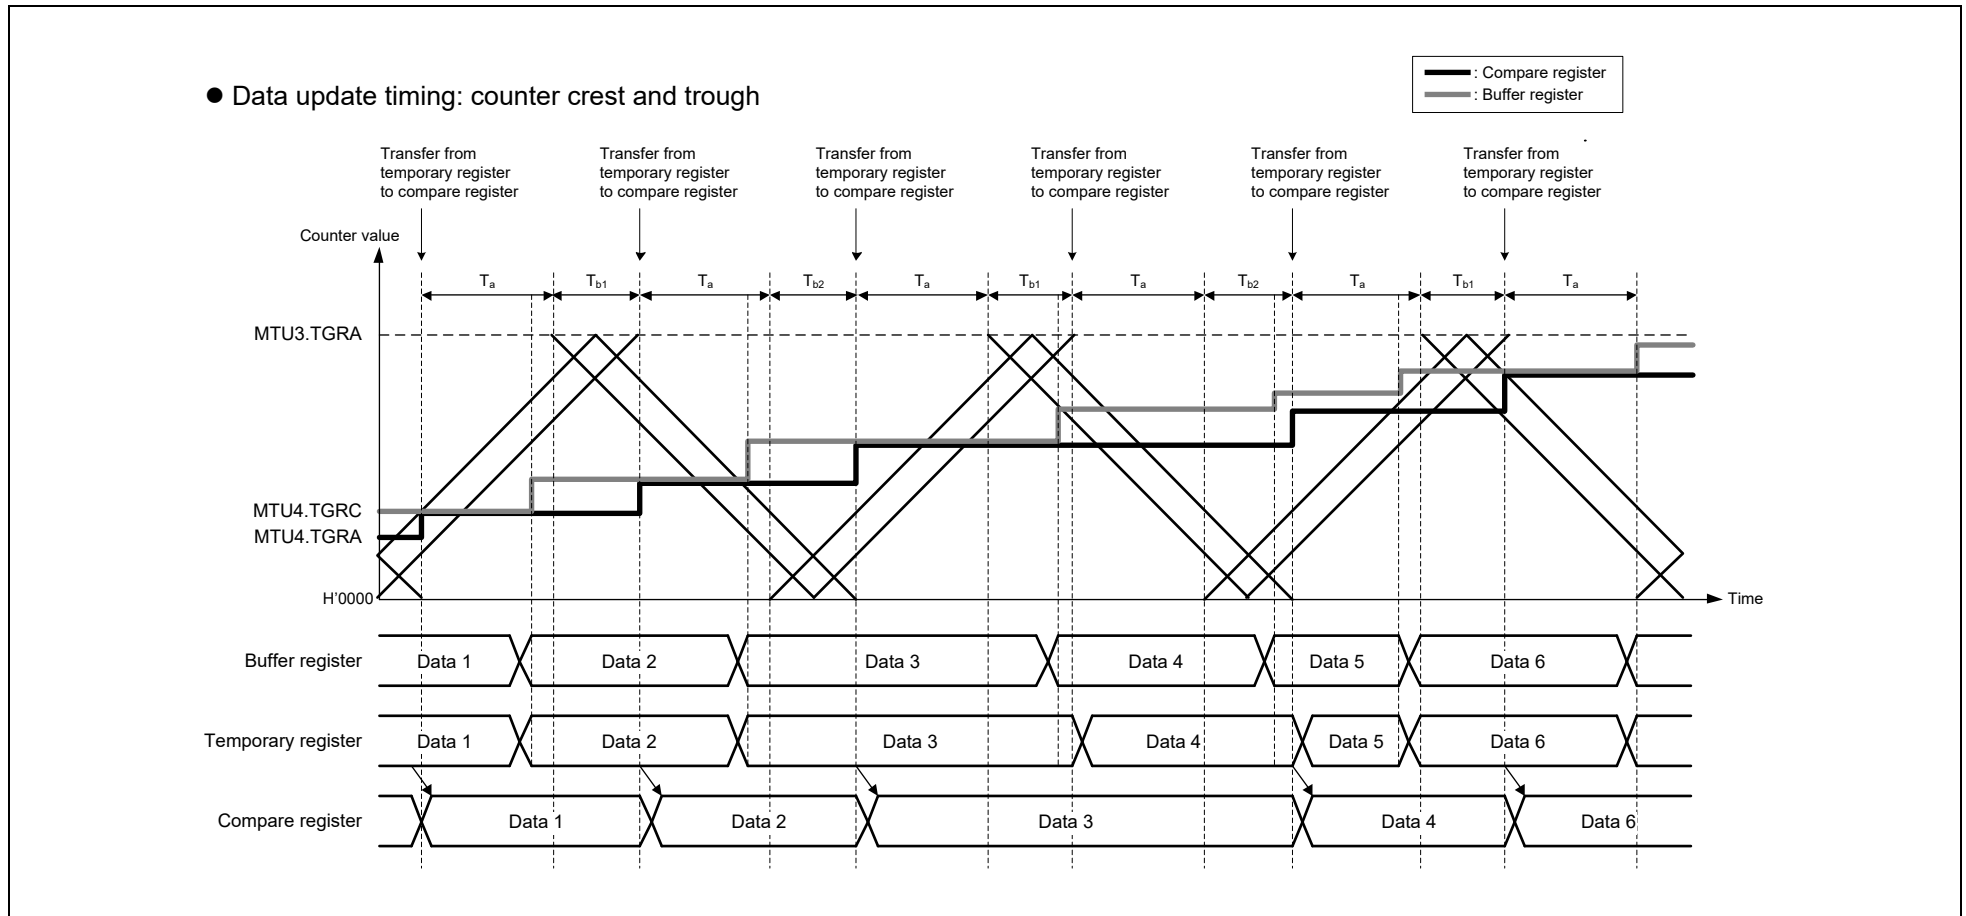 : Compare register
: Buffer register
● Data update timing: counter crest and trough
Transfer from
temporary register
to compare register
Transfer from
temporary register
to compare register
Transfer from
temporary register
to compare register
Transfer from
temporary register
to compare register
Transfer from
temporary register
to compare register
Transfer from
temporary register
to compare register
Counter value
Ta Tb1 Ta Tb2 Ta Tb1 Ta Tb2 Ta Tb1 Ta
MTU3.TGRA
MTU4.TGRC
MTU4.TGRA
H'0000
Time
Buffer register Data 1 Data 2 Data 3 Data 4 Data 5 Data 6
Temporary register Data 1 Data 2 Data 3 Data 4 Data 5 Data 6
Compare register Data 1 Data 2 Data 3 Data 4 Data 6